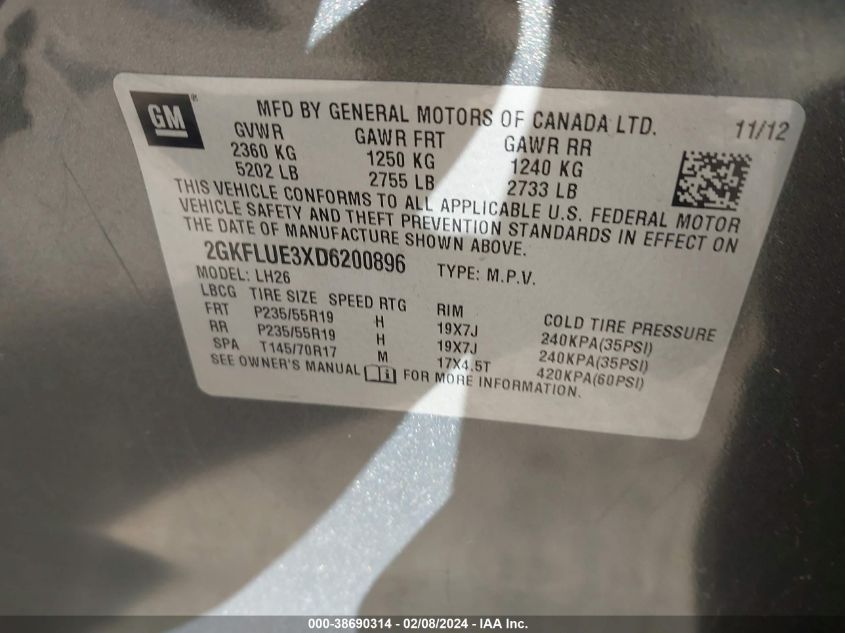 GM®
MFD BY GENERAL MOTORS OF CANADA LTD. 11/12
GVWR GAWR FRT GAWR RR
2360 KG 1250 KG 1240 KG
5202 LB 2755 LB 2733 LB
THIS VEHICLE CONFORMS TO ALL APPLICABLE U.S. FEDERAL MOTOR
VEHICLE SAFETY AND THEFT PREVENTION STANDARDS IN EFFECT ON
THE DATE OF MANUFACTURE SHOWN ABOVE.
2GKFLUE3XD6200896 TYPE: M.P.V.
MODEL: LH26
LBCG TIRE SIZE SPEED RTG RIM COLD TIRE PRESSURE
FRT P235/55R19 H 19X7J 240KPA(35PSI)
RR P235/55R19 H 19X7J 240KPA(35PSI)
SPA T145/70R17 M 17X4.5T 420KPA(60PSI)
SEE OWNER'S MANUAL FOR MORE INFORMATION.
000-38690314 - 02/08/2024 - IAA Inc.